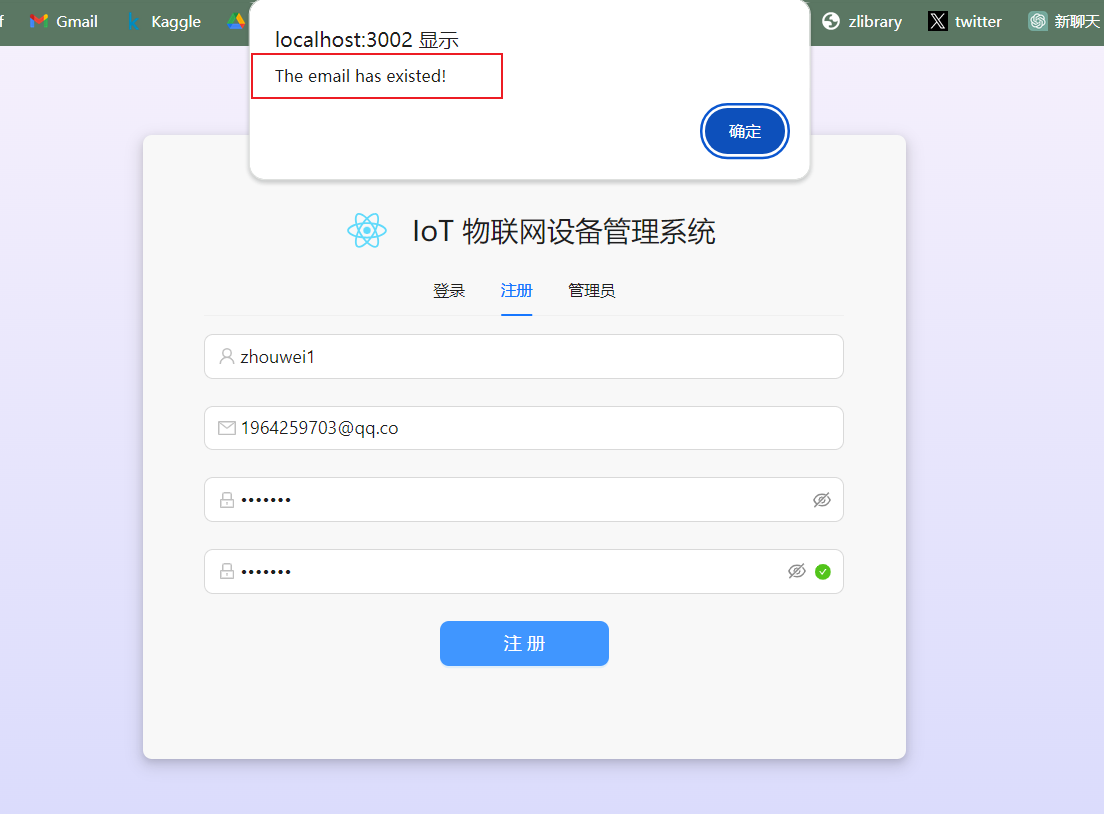 f Gmail Kaggle zlibrary twitter 新聊天
localhost:3002 显示
The email has existed!
确定
IoT 物联网设备管理系统
登录 注册 管理员
zhouwei1
1964259703@qq.co
•••••••
•••••••
注 册